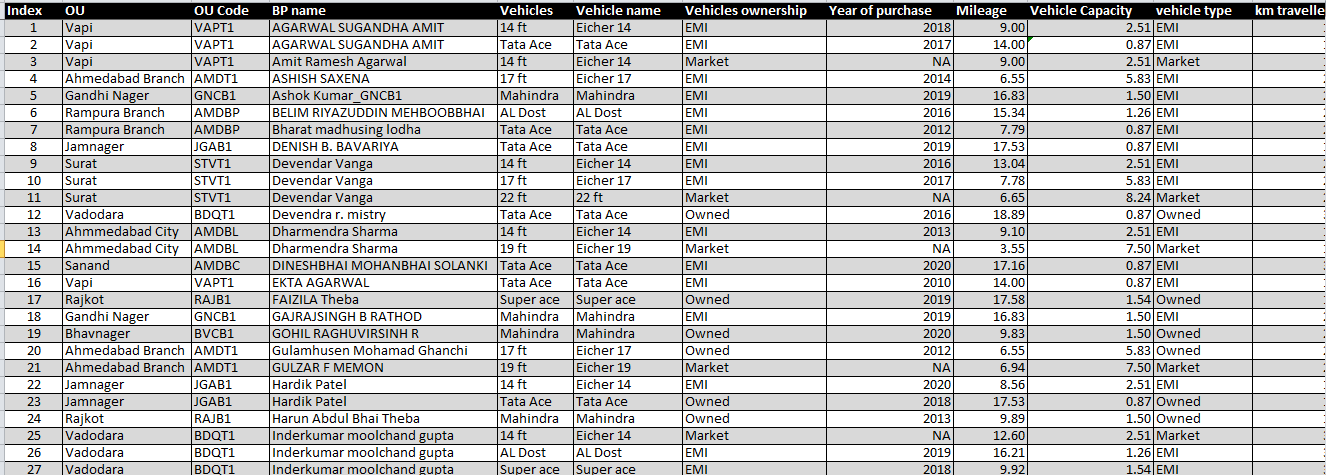 Index OU OU Code BP name Vehicles Vehicle name Vehicles ownership Year of purchase Mileage Vehicle Capacity vehicle type km travelle
1 Vapi VAPT1 AGARWAL SUGANDHA AMIT 14 ft Eicher 14 EMI 2018 9.00 2.51 EMI
2 Vapi VAPT1 AGARWAL SUGANDHA AMIT Tata Ace Tata Ace EMI 2017 14.00 0.87 EMI
3 Vapi VAPT1 Amit Ramesh Agarwal 14 ft Eicher 14 Market NA 9.00 2.51 Market
4 Ahmedabad Branch AMDT1 ASHISH SAXENA 17 ft Eicher 17 EMI 2014 6.55 5.83 EMI
5 Gandhi Nager GNCB1 Ashok Kumar_GNCB1 Mahindra Mahindra EMI 2019 16.83 1.50 EMI
6 Rampura Branch AMDBP BELIM RIYAZUDDIN MEHBOOBBHAI AL Dost AL Dost EMI 2016 15.34 1.26 EMI
7 Rampura Branch AMDBP Bharat madhusing lodha Tata Ace Tata Ace EMI 2012 7.79 0.87 EMI
8 Jamnager JGAB1 DENISH B. BAVARIYA Tata Ace Tata Ace EMI 2019 17.53 0.87 EMI
9 Surat STVT1 Devendar Vanga 14 ft Eicher 14 EMI 2016 13.04 2.51 EMI
10 Surat STVT1 Devendar Vanga 17 ft Eicher 17 EMI 2017 7.78 5.83 EMI
11 Surat STVT1 Devendar Vanga 22 ft 22 ft Market NA 6.65 8.24 Market
12 Vadodara BDQT1 Devendra r. mistry Tata Ace Tata Ace Owned 2016 18.89 0.87 Owned
13 Ahmmedabad City AMDBL Dharmendra Sharma 14 ft Eicher 14 EMI 2013 9.10 2.51 EMI
14 Ahmmedabad City AMDBL Dharmendra Sharma 19 ft Eicher 19 Market NA 3.55 7.50 Market
15 Sanand AMDBC DINESHBHAI MOHANBHAI SOLANKI Tata Ace Tata Ace EMI 2020 17.16 0.87 EMI
16 Vapi VAPT1 EKTA AGARWAL Tata Ace Tata Ace EMI 2010 14.00 0.87 EMI
17 Rajkot RAJB1 FAIZILA Theba Super ace Super ace Owned 2019 17.58 1.54 Owned
18 Gandhi Nager GNCB1 GAJRAJSINGH B RATHOD Mahindra Mahindra EMI 2019 16.83 1.50 EMI
19 Bhavnager BVCB1 GOHIL RAGHUVIRSINH R Mahindra Mahindra Owned 2020 9.83 1.50 Owned
20 Ahmedabad Branch AMDT1 Gulamhusen Mohamad Ghanchi 17 ft Eicher 17 Owned 2012 6.55 5.83 Owned
21 Ahmedabad Branch AMDT1 GULZAR F MEMON 19 ft Eicher 19 Market NA 6.94 7.50 Market
22 Jamnager JGAB1 Hardik Patel 14 ft Eicher 14 EMI 2020 8.56 2.51 EMI
23 Jamnager JGAB1 Hardik Patel Tata Ace Tata Ace Owned 2018 17.53 0.87 Owned
24 Rajkot RAJB1 Harun Abdul Bhai Theba Mahindra Mahindra Owned 2013 9.89 1.50 Owned
25 Vadodara BDQT1 Inderkumar moolchand gupta 14 ft Eicher 14 Market NA 12.60 2.51 Market
26 Vadodara BDQT1 Inderkumar moolchand gupta AL Dost AL Dost EMI 2019 16.21 1.26 EMI
27 Vadodara BDQT1 Inderkumar moolchand gupta Super ace Super ace EMI 2018 9.92 1.54 EMI